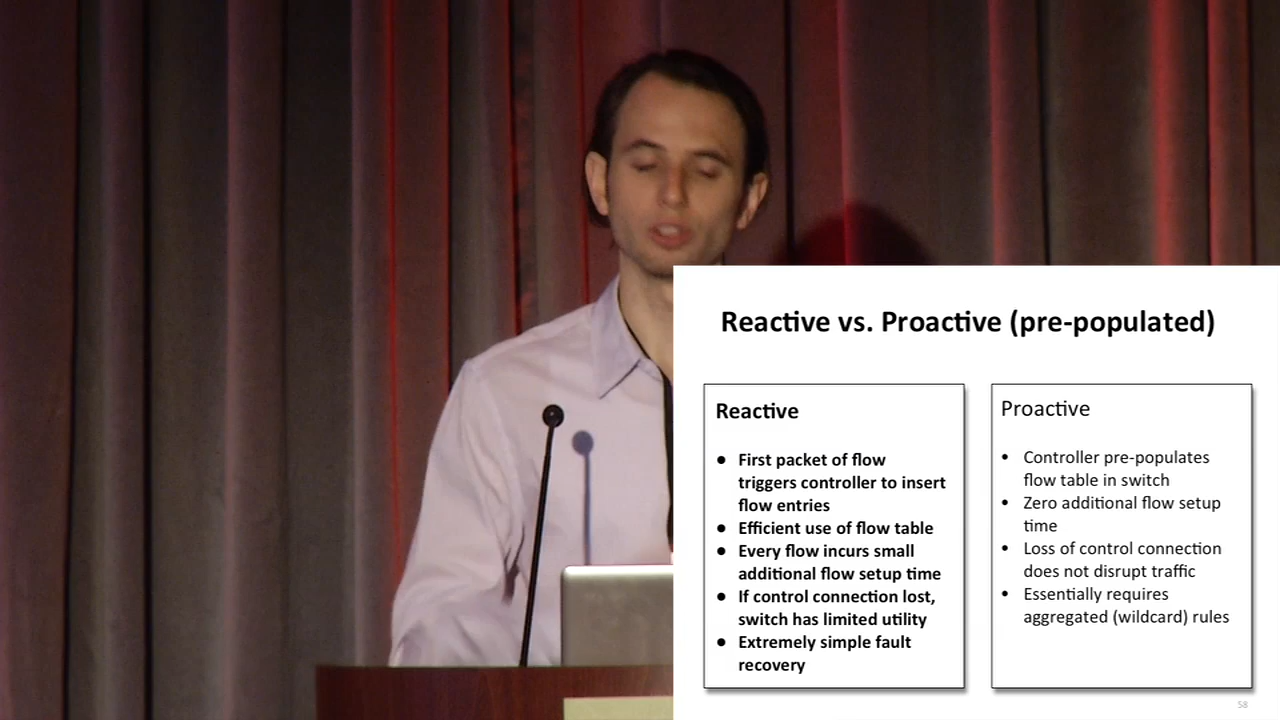 Reactive vs. Proactive (pre-populated)
Reactive
● First packet of flow
triggers controller to insert
flow entries
● Efficient use of flow table
● Every flow incurs small
additional flow setup time
● If control connection lost,
switch has limited utility
● Extremely simple fault
recovery
Proactive
• Controller pre-populates
flow table in switch
• Zero additional flow setup
time
• Loss of control connection
does not disrupt traffic
• Essentially requires
aggregated (wildcard) rules
58